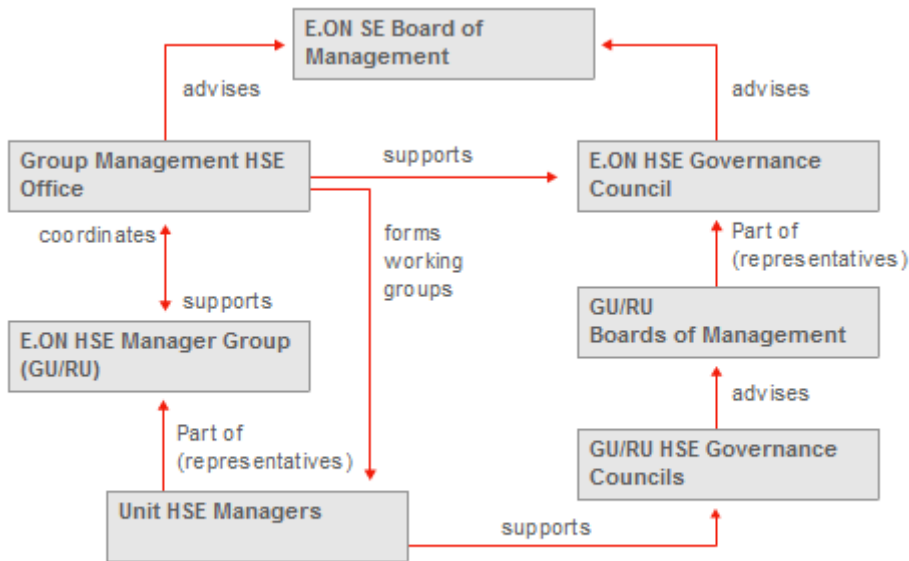 E.ON SE Board of
Management
advises
advises
Group Management HSE
Office
supports
E.ON HSE Governance
Council
coordinates
forms
working
groups
Part of
(representatives)
supports
E.ON HSE Manager Group
(GU/RU)
GU/RU
Boards of Management
advises
Part of
(representatives)
GU/RU HSE Governance
Councils
Unit HSE Managers
supports